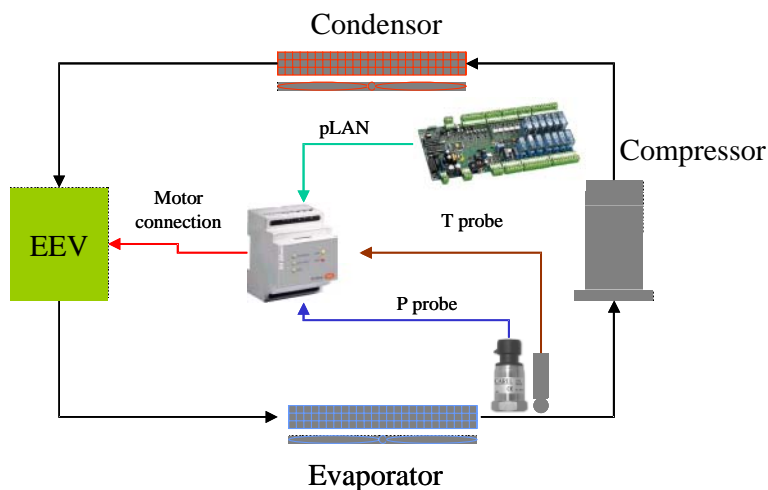 Condensor
pLAN
Compressor
Motor
connection
T probe
EEV
P probe
Evaporator